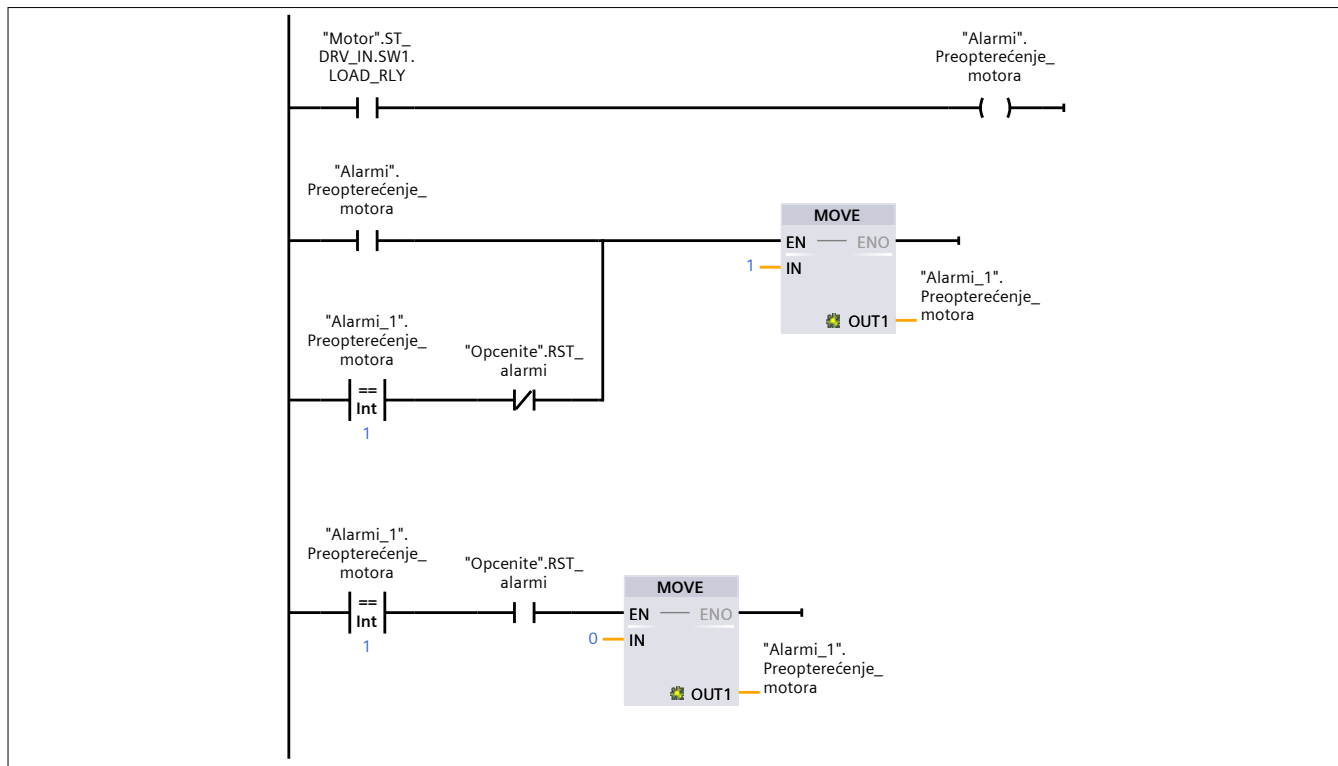 "Motor".ST_
DRV_IN.SW1.
LOAD_RLY
"Alarmi".
Preopterećenje_
motora
"Alarmi".
Preopterećenje_
motora
MOVE
EN
ENO
1
IN
OUT1
"Alarmi_1".
Preopterećenje_
motora
"Alarmi_1".
Preopterećenje_
motora
==
Int
1
"Opcenite".RST_
alarmi
"Alarmi_1".
Preopterećenje_
motora
==
Int
1
"Opcenite".RST_
alarmi
MOVE
EN
ENO
0
IN
OUT1
"Alarmi_1".
Preopterećenje_
motora